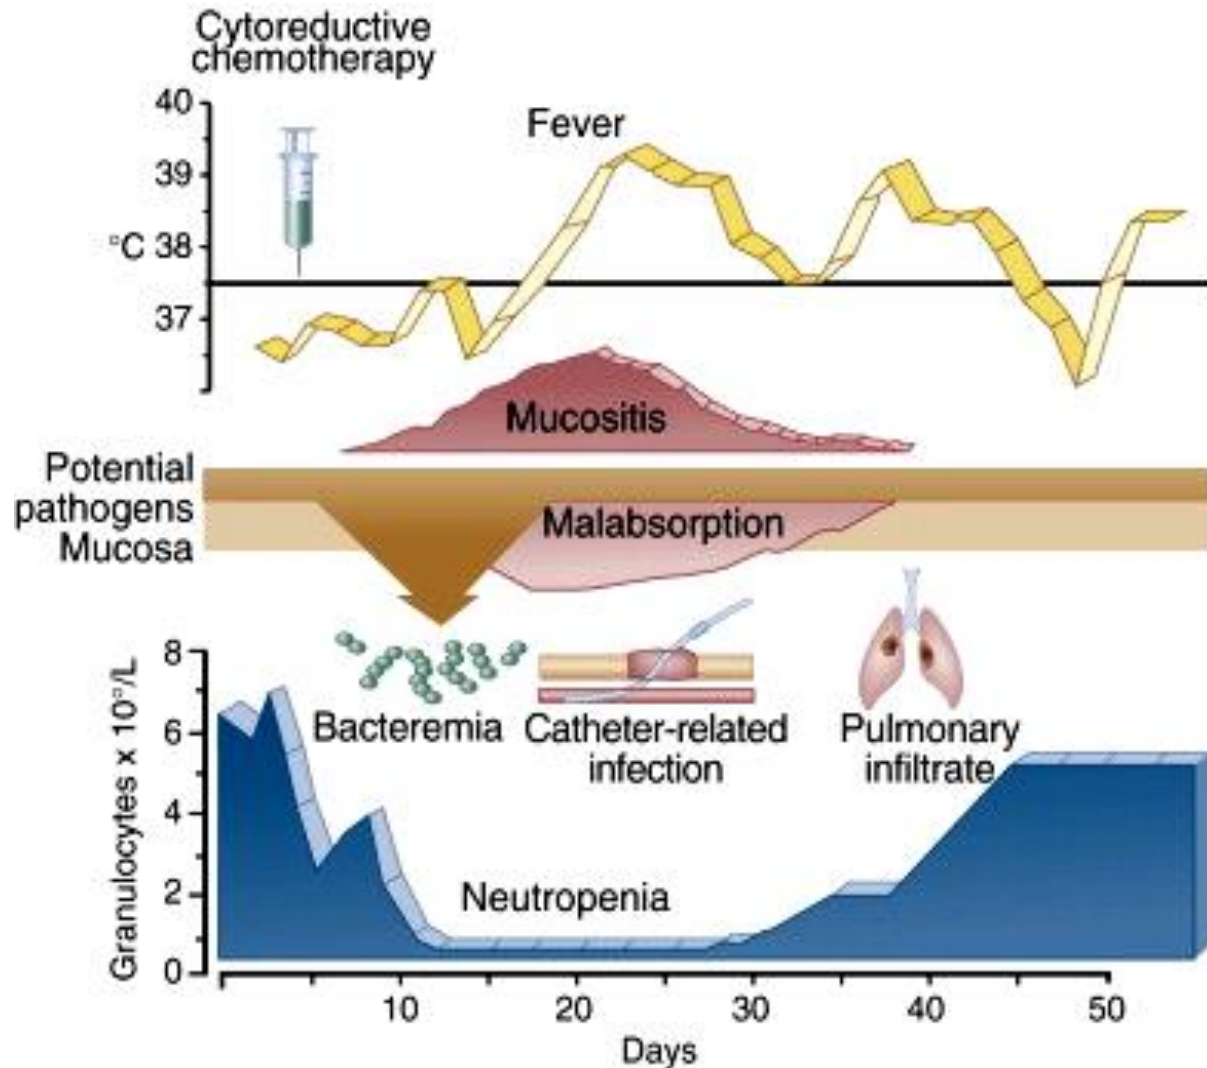 Cytoreductive
chemotherapy
40
Fever
39
°C 38
37
Mucositis
Potential
pathogens
Malabsorption
Mucosa
8
6
4
2
0
Granulocytes x 10⁹/L
Bacteremia
Catheter-related
infection
Pulmonary
infiltrate
Neutropenia
10 20 30 40 50
Days